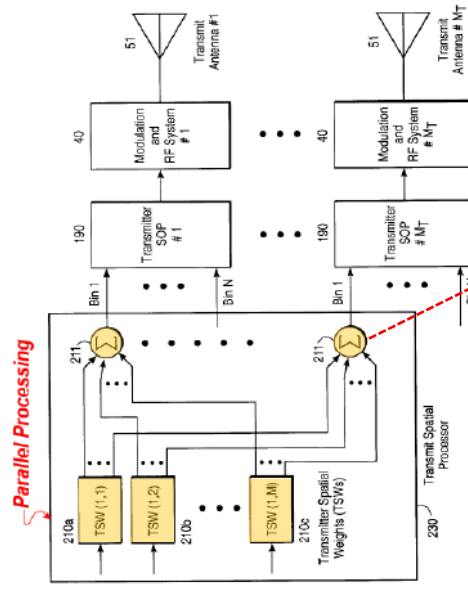 Parallel Processing
230
Transmit Spatial
Processor
210c
TSW (1,M)
Transmitter Spatial
Weights (TSWs)
210b
TSW (1,2)
210a
TSW (1,1)
211
Σ
211
Σ
Bin 1
Bin 1
Bin N
190
Transmitter
SOP
# MT
190
Transmitter
SOP
# 1
40
Modulation
and
RF System
# MT
40
Modulation
and
RF System
# 1
51
Transmit
Antenna # MT
51
Transmit
Antenna #1